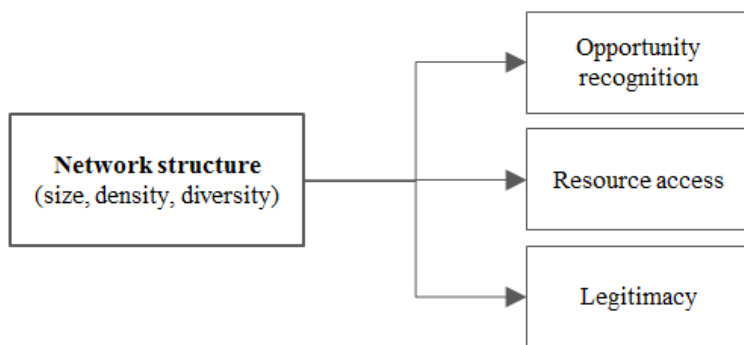 Network structure
(size, density, diversity)
Opportunity
recognition
Resource access
Legitimacy